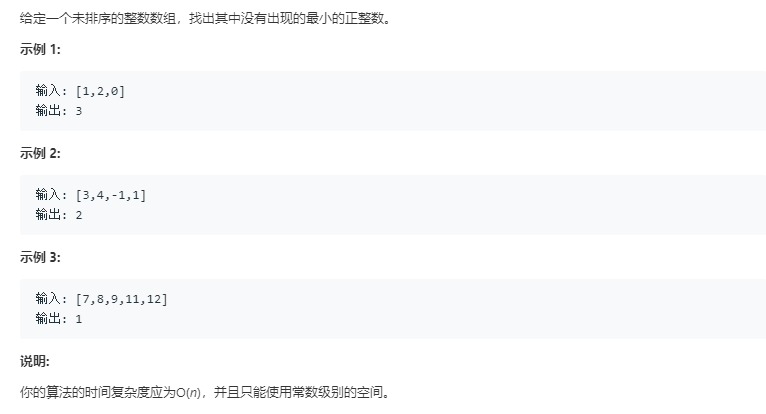 给定一个未排序的整数数组，找出其中没有出现的最小的正整数。
示例 1:
输入: [1,2,0]
输出: 3
示例 2:
输入: [3,4,-1,1]
输出: 2
示例 3:
输入: [7,8,9,11,12]
输出: 1
说明:
你的算法的时间复杂度应为O(n)，并且只能使用常数级别的空间。